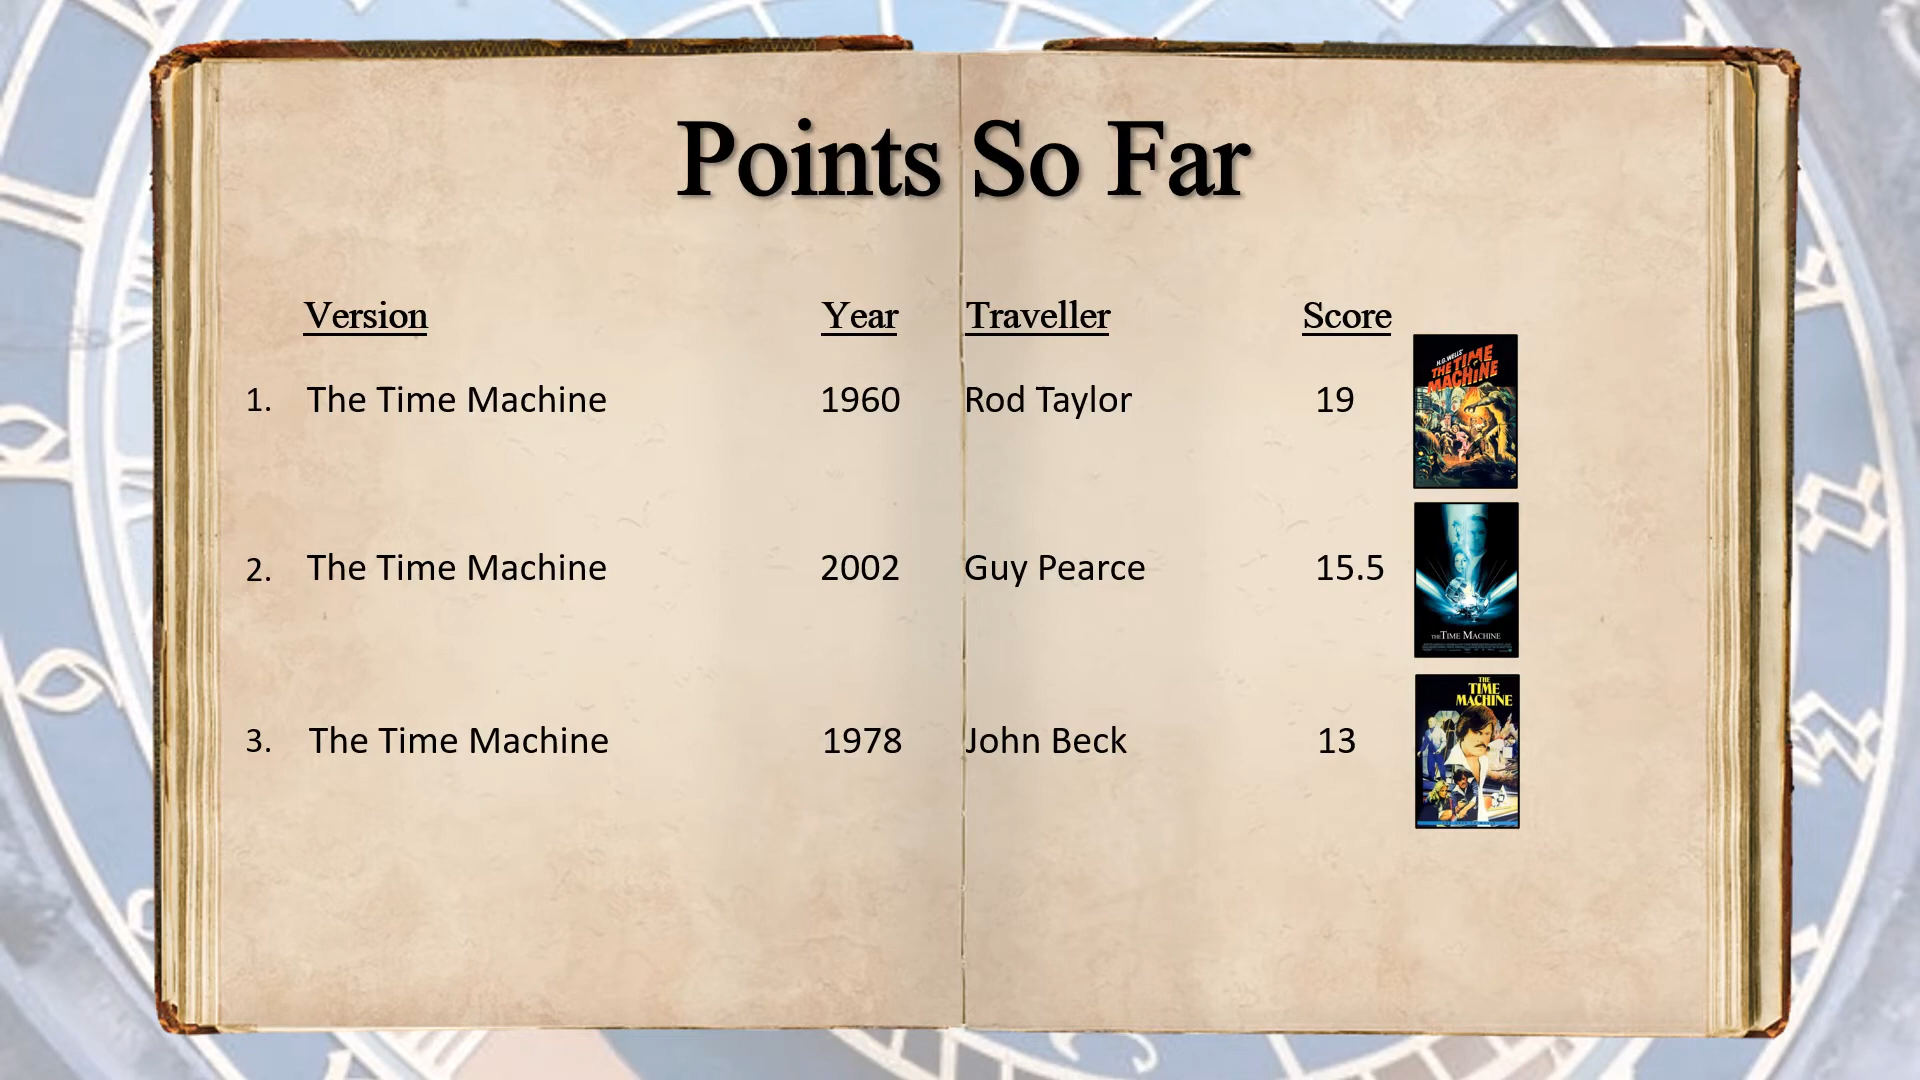 Points So Far
Version Year Traveller Score
1. The Time Machine 1960 Rod Taylor 19
H.G. WELLS'
THE TIME
MACHINE
2. The Time Machine 2002 Guy Pearce 15.5
THE TIME MACHINE
3. The Time Machine 1978 John Beck 13
THE
TIME
MACHINE